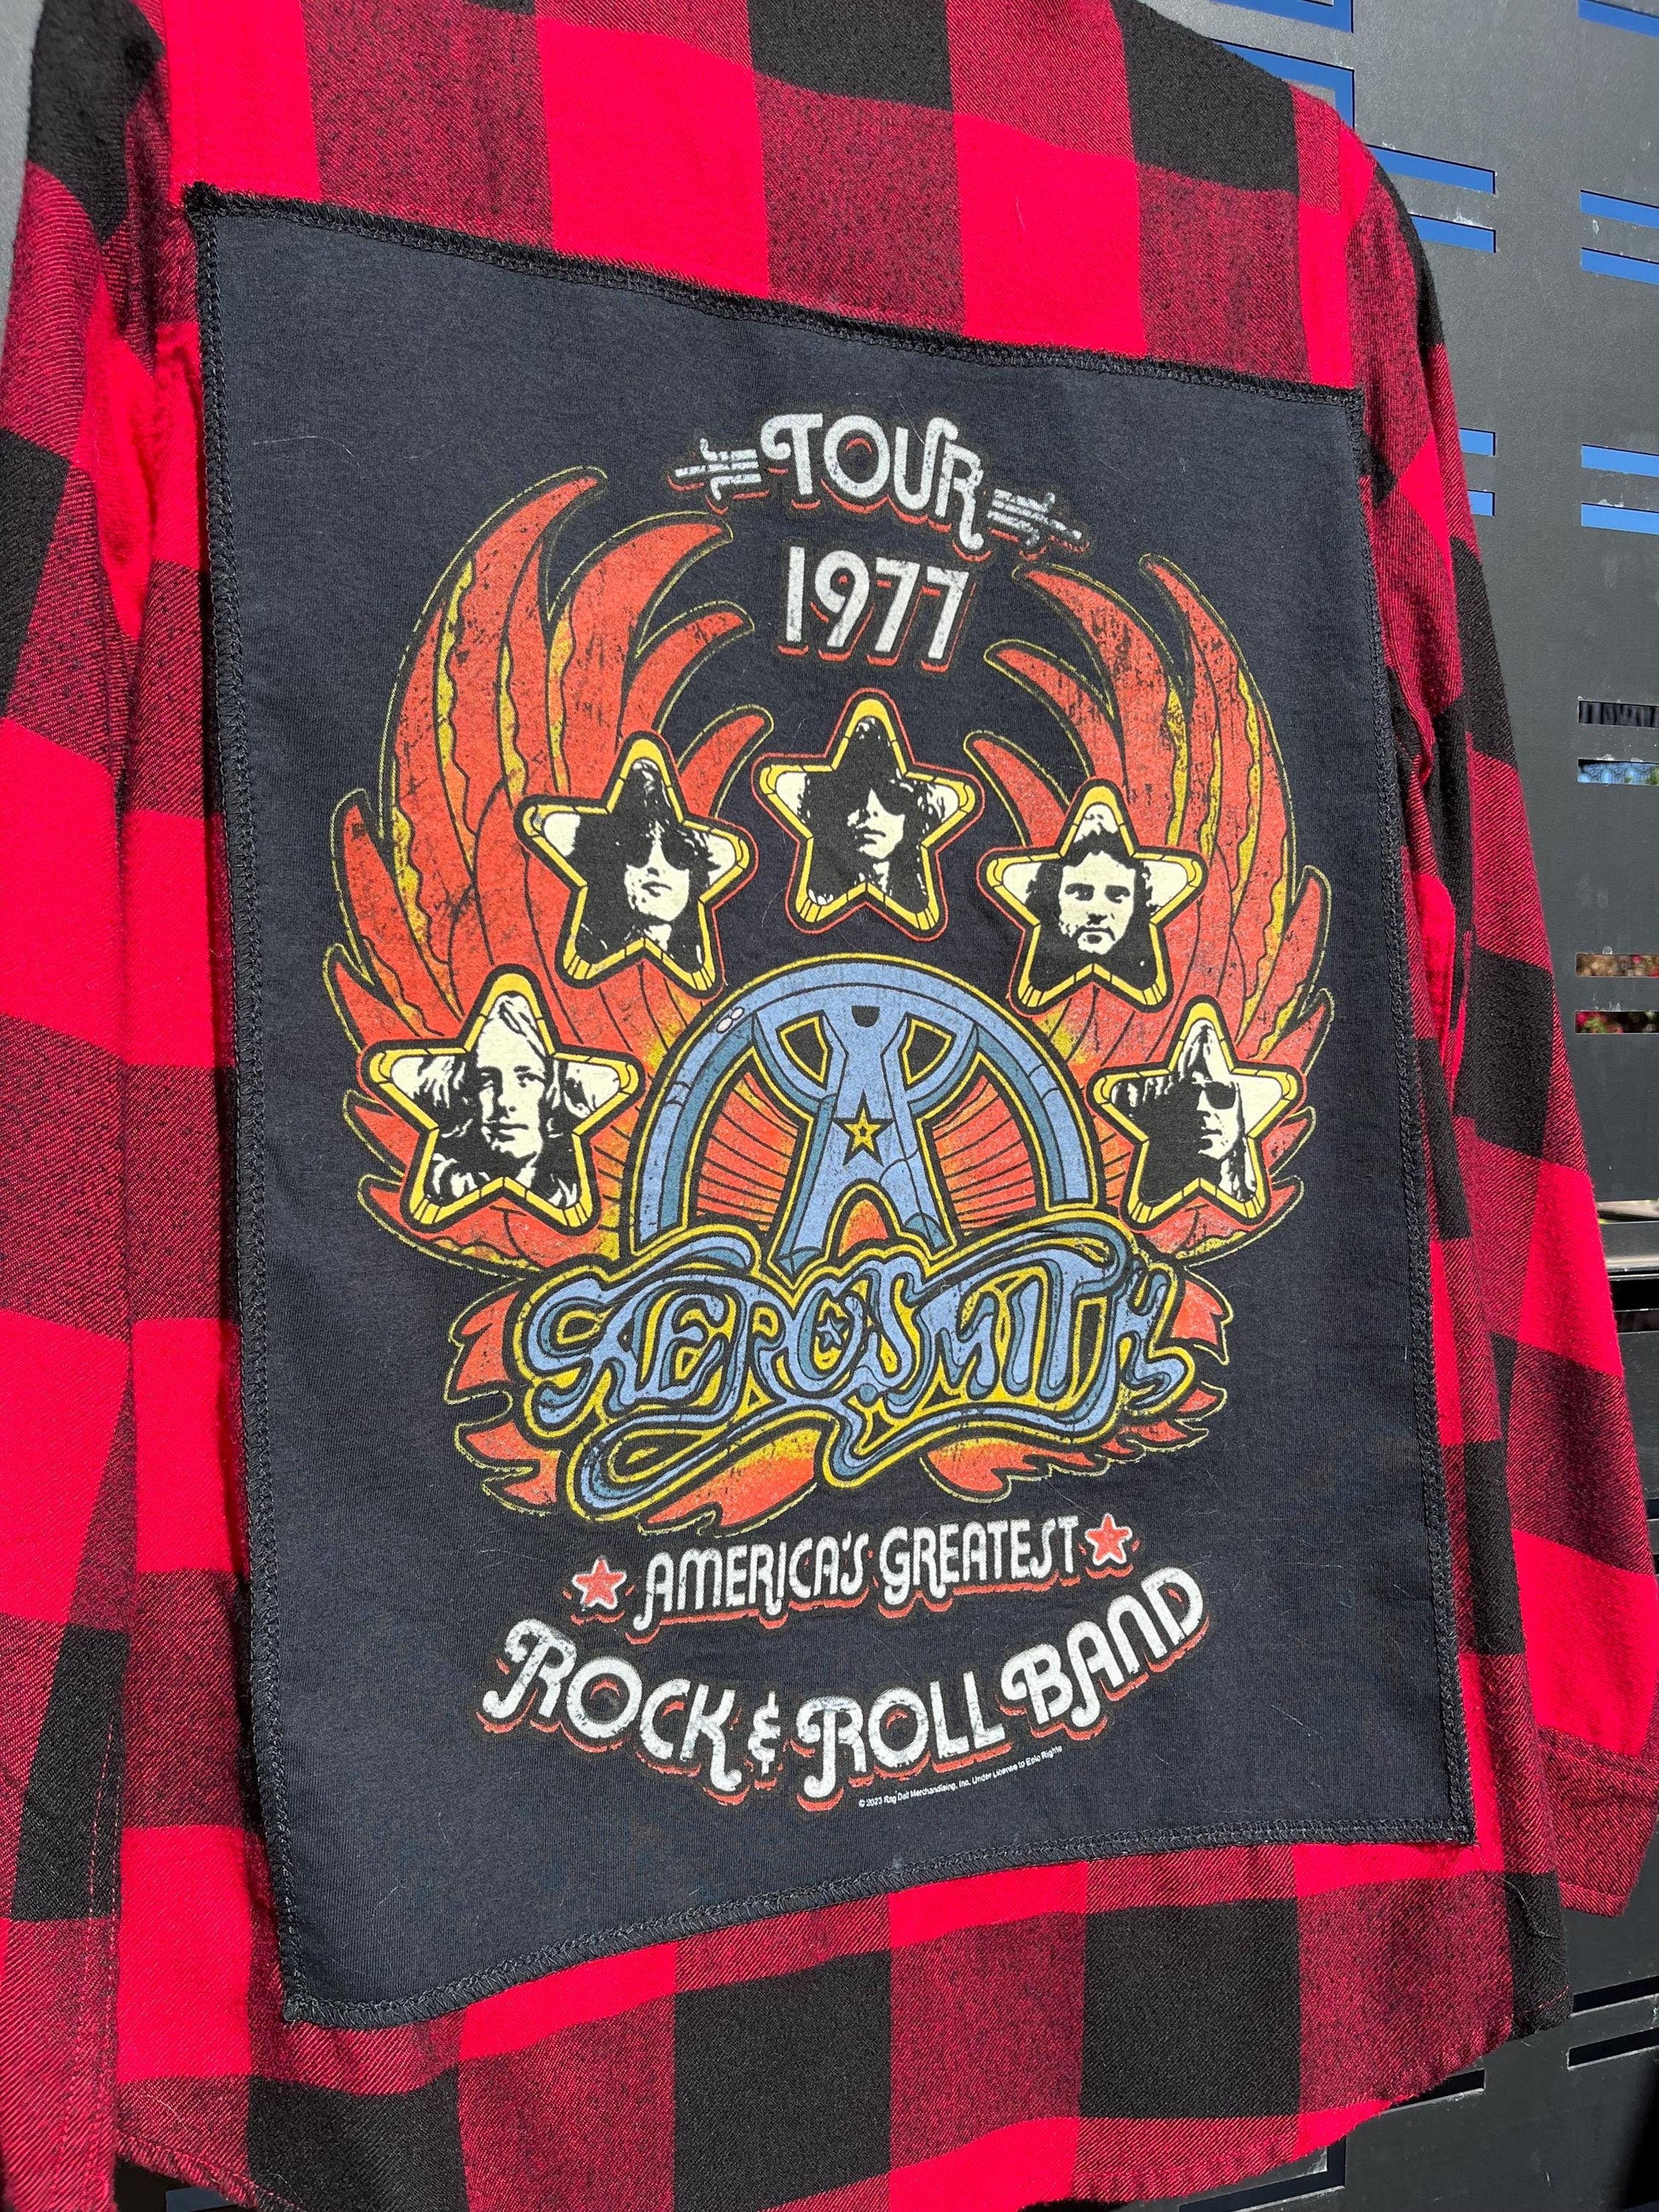 TOUR
1977
A
AEROSMITH
AMERICA'S GREATEST
ROCK & ROLL BAND
© 2023 Rag Doll Merchandising, Inc. Under License to Epic Rights